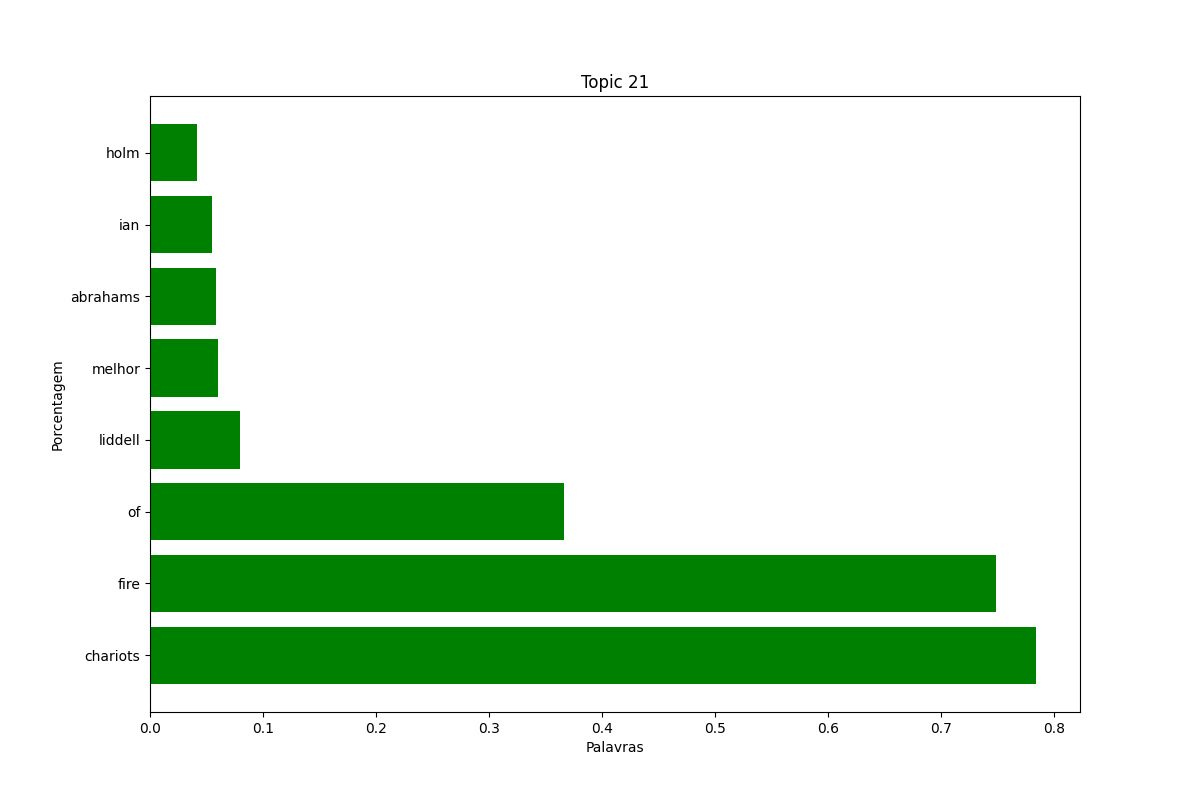 Topic 21
holm
ian
abrahams
melhor
liddell
of
fire
chariots
Porcentagem
0.0 0.1 0.2 0.3 0.4 0.5 0.6 0.7 0.8
Palavras